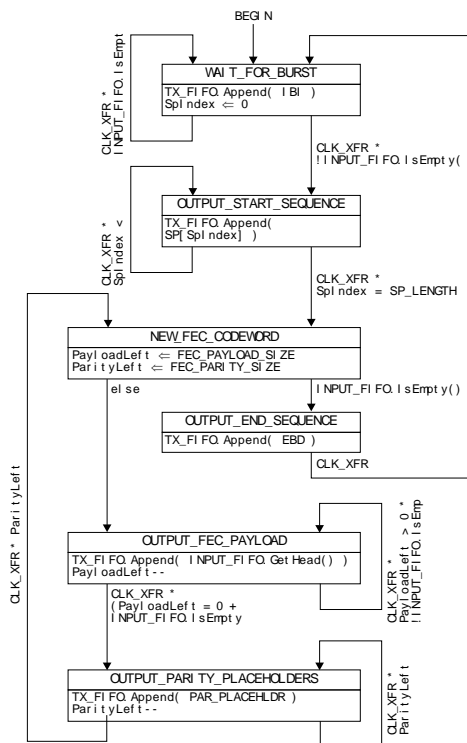 BEGIN
WAIT_FOR_BURST
TX_FIFO.Append( IBI )
SpIndex ⇐ 0
CLK_XFR *
INPUT_FIFO.IsEmpt
CLK_XFR *
!INPUT_FIFO.IsEmpty(
OUTPUT_START_SEQUENCE
TX_FIFO.Append(
SP[SpIndex] )
CLK_XFR *
SpIndex <
CLK_XFR *
SpIndex = SP_LENGTH
NEW_FEC_CODEWORD
PayloadLeft ⇐ FEC_PAYLOAD_SIZE
ParityLeft ⇐ FEC_PARITY_SIZE
else
INPUT_FIFO.IsEmpty()
OUTPUT_END_SEQUENCE
TX_FIFO.Append( EBD )
CLK_XFR
CLK_XFR* ParityLeft
OUTPUT_FEC_PAYLOAD
TX_FIFO.Append( INPUT_FIFO.GetHead() )
PayloadLeft--
CLK_XFR *
PayloadLeft > 0 *
!INPUT_FIFO.IsEmp
CLK_XFR *
(PayloadLeft = 0 +
INPUT_FIFO.IsEmpty
OUTPUT_PARITY_PLACEHOLDERS
TX_FIFO.Append( PAR_PLACEHLDR )
ParityLeft--
CLK_XFR *
ParityLeft